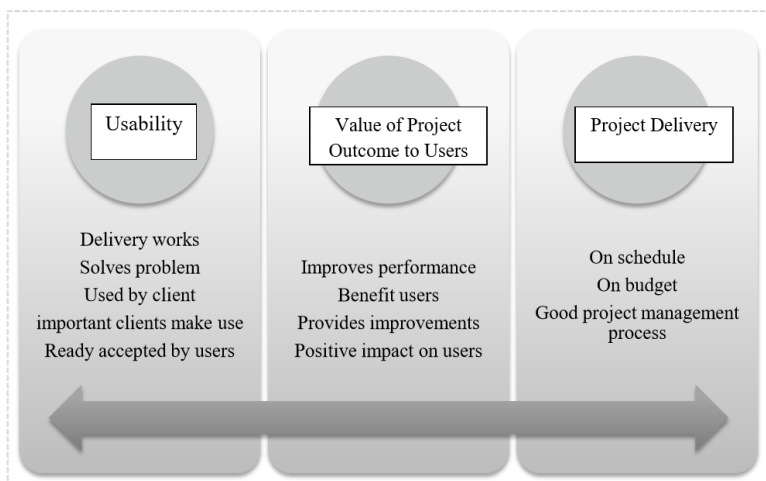 Usability
Delivery works
Solves problem
Used by client
important clients make use
Ready accepted by users
Value of Project
Outcome to Users
Improves performance
Benefit users
Provides improvements
Positive impact on users
Project Delivery
On schedule
On budget
Good project management
process